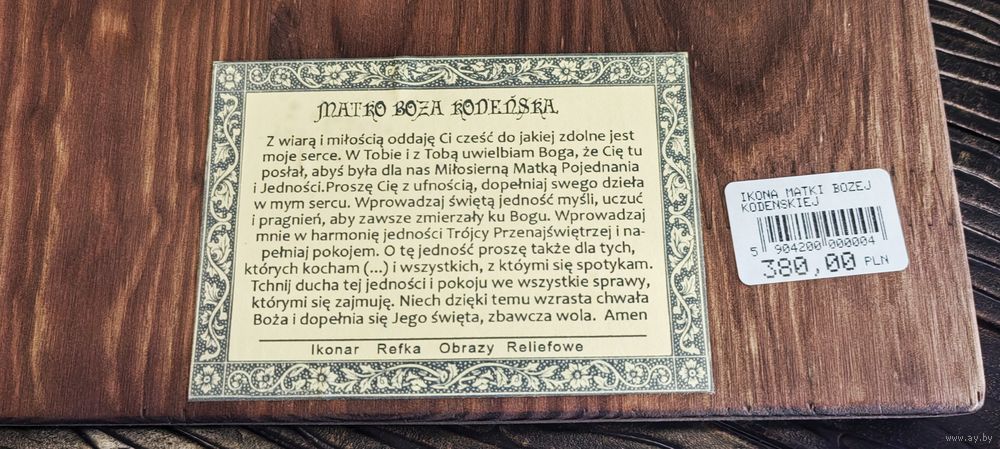 MATKO BOŻA KODEŃSKA
Z wiarą i miłością oddaję Ci cześć do jakiej zdolne jest
moje serce. W Tobie i z Tobą uwielbiam Boga, że Cię tu
posłał, abyś była dla nas Miłosierną Matką Pojednania
i Jedności.Proszę Cię z ufnością, dopełniaj swego dzieła
w mym sercu. Wprowadzaj świętą jedność myśli, uczuć
i pragnień, aby zawsze zmierzały ku Bogu. Wprowadzaj
mnie w harmonię jedności Trójcy Przenajświętrzej i na-
pełniaj pokojem. O tę jedność proszę także dla tych,
których kocham (...) i wszystkich, z któymi się spotykam.
Tchnij ducha tej jedności i pokoju we wszystkie sprawy,
którymi się zajmuję. Niech dzięki temu wzrasta chwała
Boża i dopełnia się Jego święta, zbawcza wola. Amen
Ikonar Refka Obrazy Reliefowe
IKONA MATKI BOZEJ
KODENSKIEJ
5 904200 000004
380,00 PLN
www.ay.by